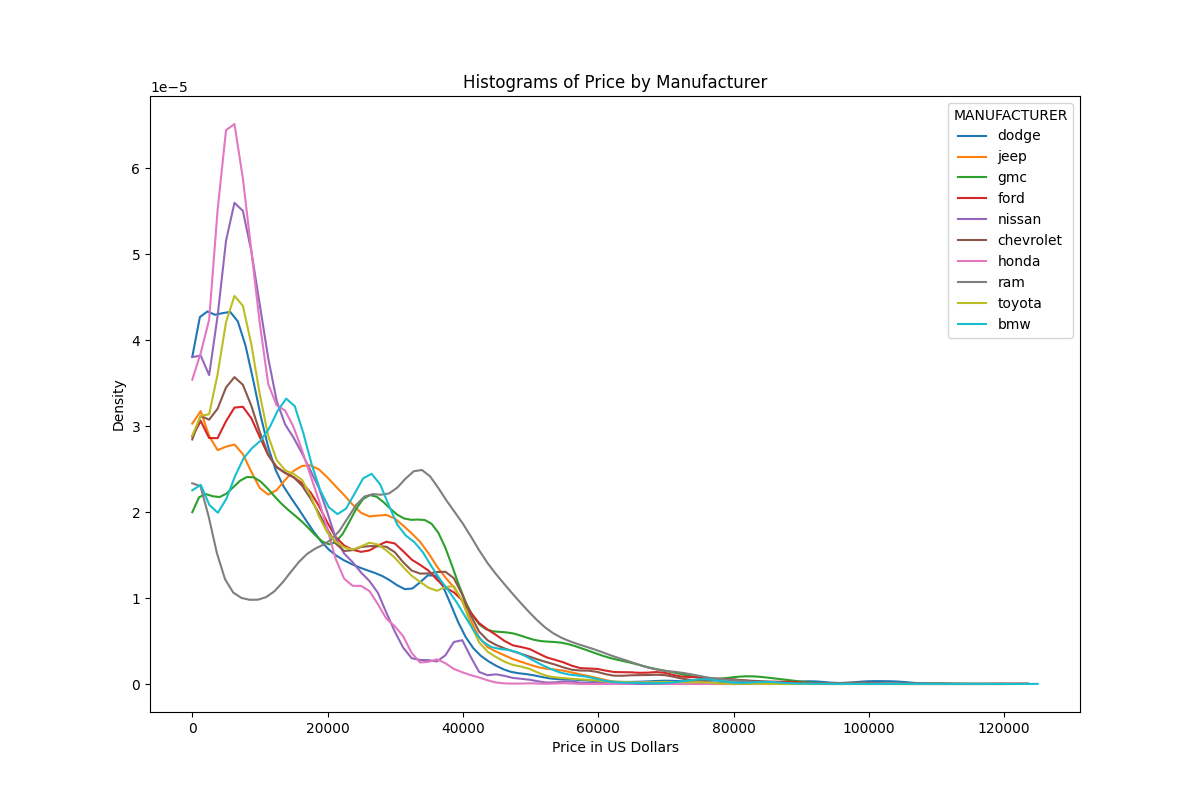 Histograms of Price by Manufacturer
1e−5
MANUFACTURER
dodge
jeep
gmc
ford
nissan
chevrolet
honda
ram
toyota
bmw
6
5
4
3
2
1
0
Density
0 20000 40000 60000 80000 100000 120000
Price in US Dollars